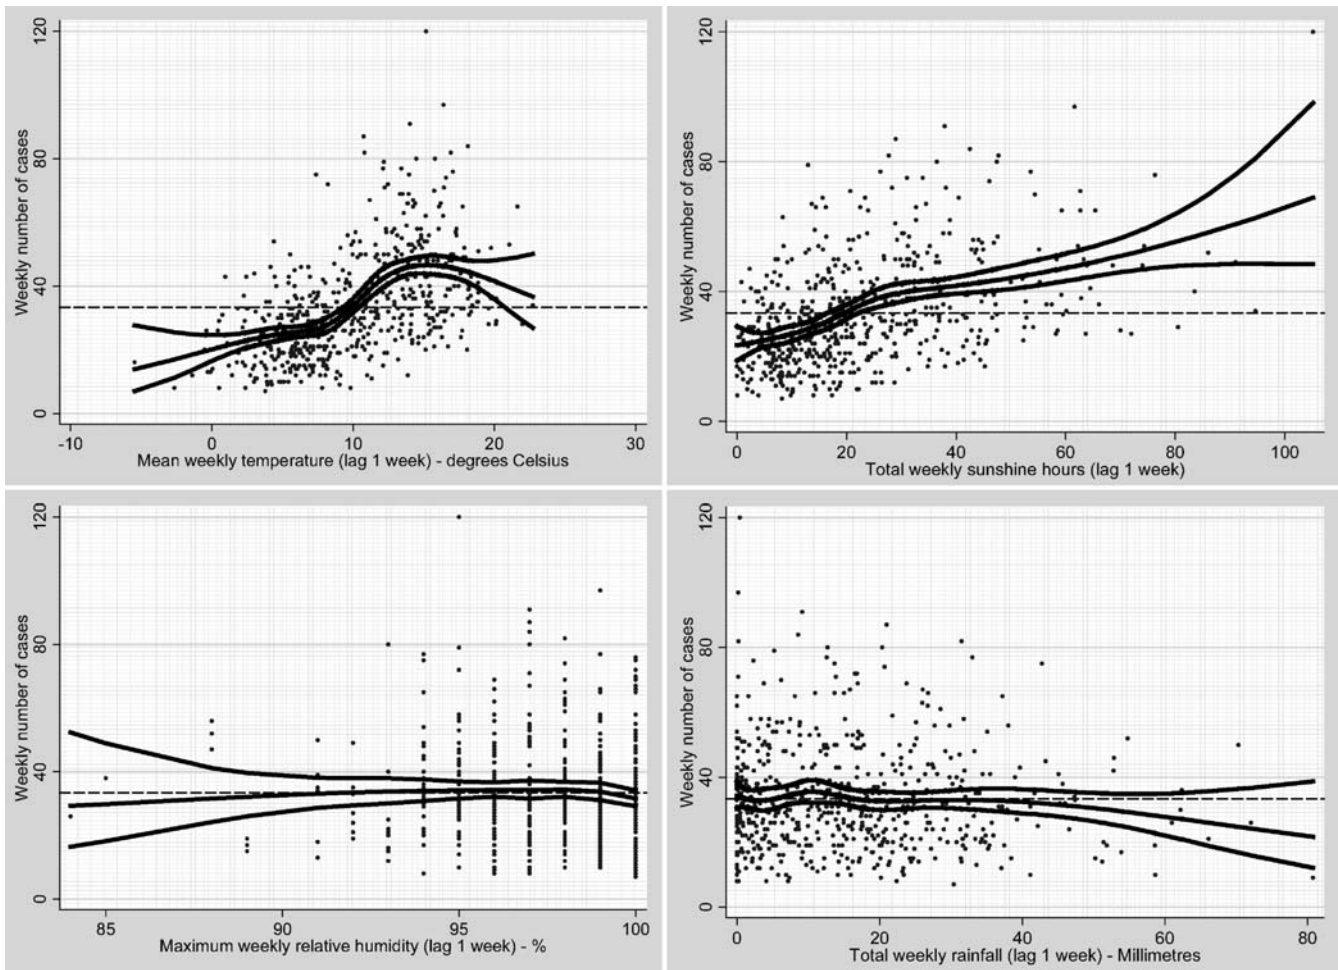 Weekly number of cases
120
80
40
0
-10 0 10 20 30
Mean weekly temperature (lag 1 week) - degrees Celsius
Weekly number of cases
120
80
40
0
0 20 40 60 80 100
Total weekly sunshine hours (lag 1 week)
Weekly number of cases
120
80
40
0
85 90 95 100
Maximum weekly relative humidity (lag 1 week) - %
Weekly number of cases
120
80
40
0
0 20 40 60 80
Total weekly rainfall (lag 1 week) - Millimetres